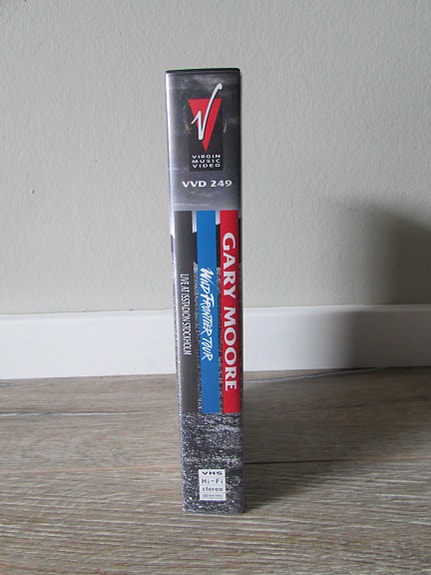 VIRGIN
MUSIC
VIDEO
VVD 249
GARY MOORE
WILD FRONTIER TOUR
LIVE AT ISSTADION STOCKHOLM
VHS
Hi-Fi
stereo